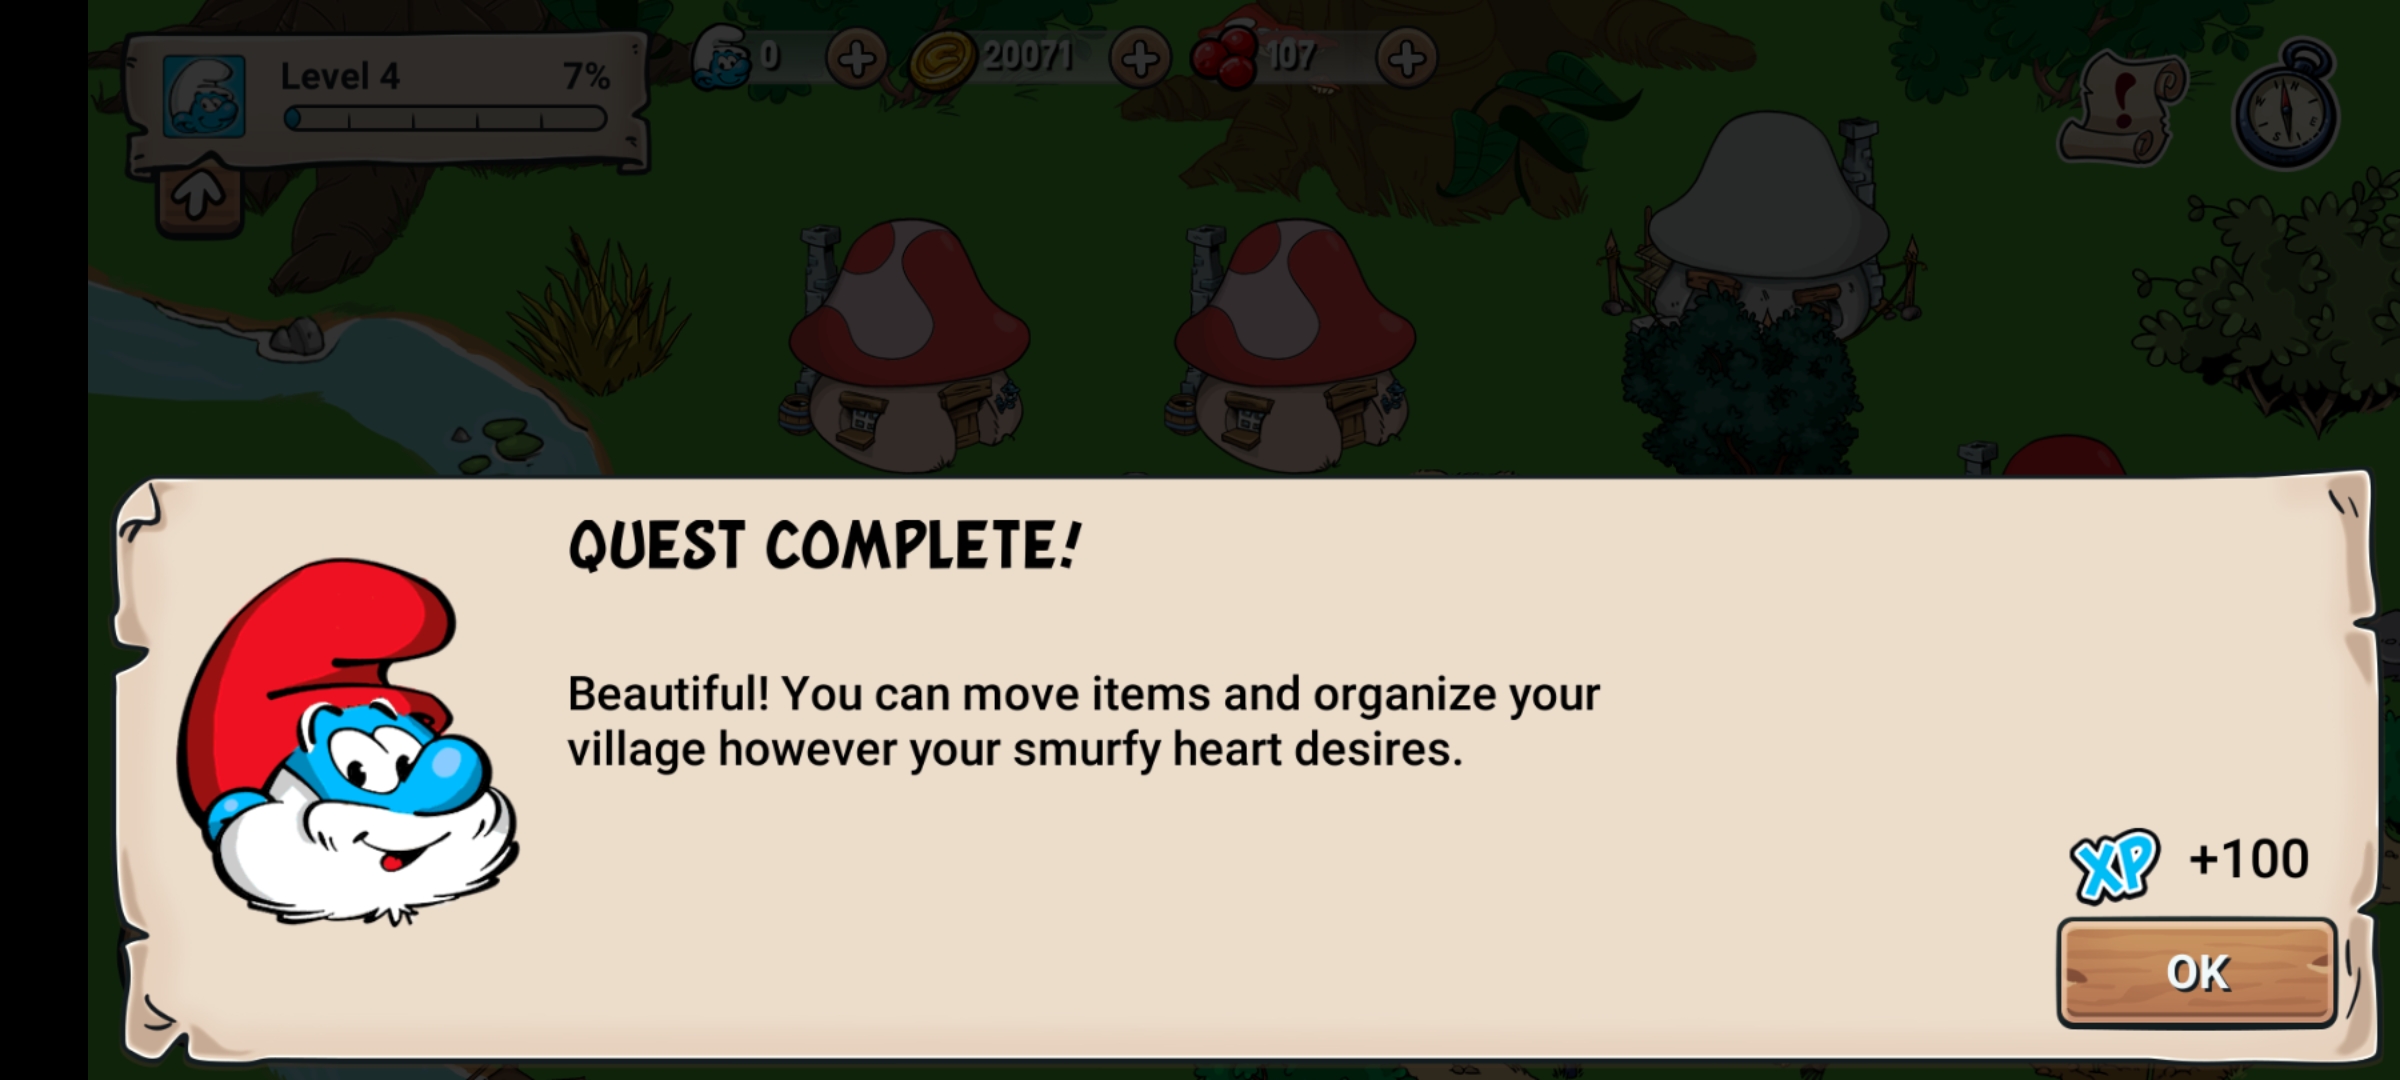 Level 4
7%
0
20071
107
QUEST COMPLETE!
Beautiful! You can move items and organize your
village however your smurfy heart desires.
XP +100
OK